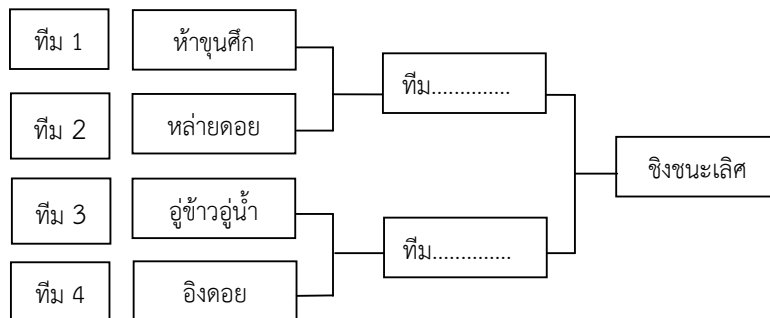 ทีม 1 ห้าขุนศึก
ทีม..............
ทีม 2 หล่ายดอย
ชิงชนะเลิศ
ทีม 3 อู่ข้าวอู่น้ำ
ทีม..............
ทีม 4 อิงดอย